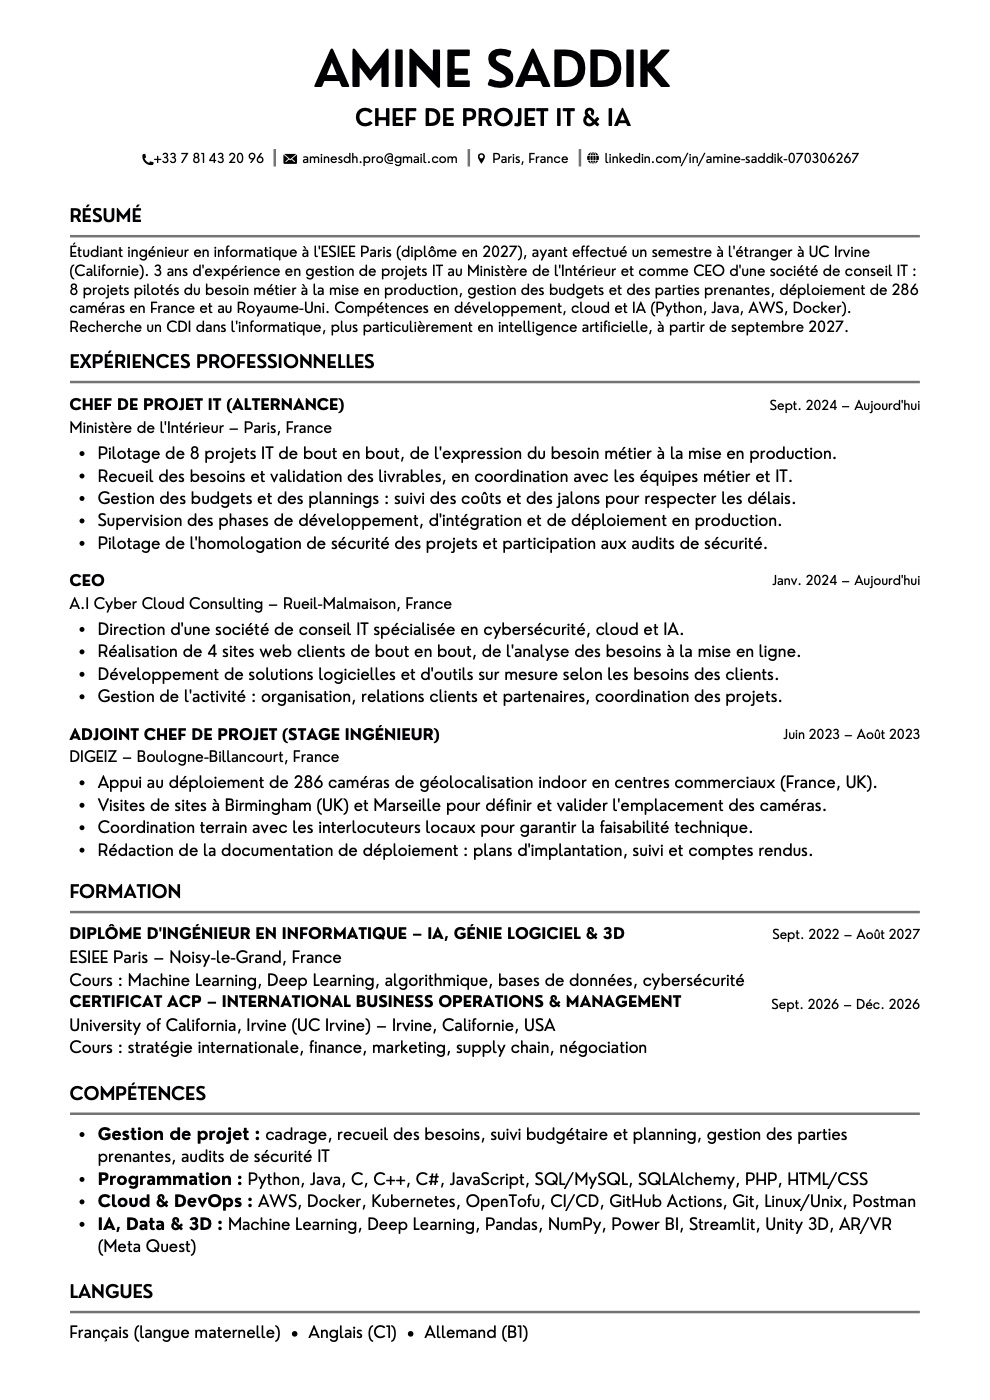 AMINE SADDIK
CHEF DE PROJET IT & IA
+33 7 81 43 20 96 | aminesdh.pro@gmail.com | Paris, France | linkedin.com/in/amine-saddik-070306267
RÉSUMÉ
Étudiant ingénieur en informatique à l'ESIEE Paris (diplôme en 2027), ayant effectué un semestre à l'étranger à UC Irvine
(Californie). 3 ans d'expérience en gestion de projets IT au Ministère de l'Intérieur et comme CEO d'une société de conseil IT :
8 projets pilotés du besoin métier à la mise en production, gestion des budgets et des parties prenantes, déploiement de 286
caméras en France et au Royaume-Uni. Compétences en développement, cloud et IA (Python, Java, AWS, Docker).
Recherche un CDI dans l'informatique, plus particulièrement en intelligence artificielle, à partir de septembre 2027.
EXPÉRIENCES PROFESSIONNELLES
CHEF DE PROJET IT (ALTERNANCE) Sept. 2024 – Aujourd'hui
Ministère de l'Intérieur – Paris, France
• Pilotage de 8 projets IT de bout en bout, de l'expression du besoin métier à la mise en production.
• Recueil des besoins et validation des livrables, en coordination avec les équipes métier et IT.
• Gestion des budgets et des plannings : suivi des coûts et des jalons pour respecter les délais.
• Supervision des phases de développement, d'intégration et de déploiement en production.
• Pilotage de l'homologation de sécurité des projets et participation aux audits de sécurité.
CEO Janv. 2024 – Aujourd'hui
A.I Cyber Cloud Consulting – Rueil-Malmaison, France
• Direction d'une société de conseil IT spécialisée en cybersécurité, cloud et IA.
• Réalisation de 4 sites web clients de bout en bout, de l'analyse des besoins à la mise en ligne.
• Développement de solutions logicielles et d'outils sur mesure selon les besoins des clients.
• Gestion de l'activité : organisation, relations clients et partenaires, coordination des projets.
ADJOINT CHEF DE PROJET (STAGE INGÉNIEUR) Juin 2023 – Août 2023
DIGEIZ – Boulogne-Billancourt, France
• Appui au déploiement de 286 caméras de géolocalisation indoor en centres commerciaux (France, UK).
• Visites de sites à Birmingham (UK) et Marseille pour définir et valider l'emplacement des caméras.
• Coordination terrain avec les interlocuteurs locaux pour garantir la faisabilité technique.
• Rédaction de la documentation de déploiement : plans d'implantation, suivi et comptes rendus.
FORMATION
DIPLÔME D'INGÉNIEUR EN INFORMATIQUE – IA, GÉNIE LOGICIEL & 3D Sept. 2022 – Août 2027
ESIEE Paris – Noisy-le-Grand, France
Cours : Machine Learning, Deep Learning, algorithmique, bases de données, cybersécurité
CERTIFICAT ACP – INTERNATIONAL BUSINESS OPERATIONS & MANAGEMENT Sept. 2026 – Déc. 2026
University of California, Irvine (UC Irvine) – Irvine, Californie, USA
Cours : stratégie internationale, finance, marketing, supply chain, négociation
COMPÉTENCES
• Gestion de projet : cadrage, recueil des besoins, suivi budgétaire et planning, gestion des parties
prenantes, audits de sécurité IT
• Programmation : Python, Java, C, C++, C#, JavaScript, SQL/MySQL, SQLAlchemy, PHP, HTML/CSS
• Cloud & DevOps : AWS, Docker, Kubernetes, OpenTofu, CI/CD, GitHub Actions, Git, Linux/Unix, Postman
• IA, Data & 3D : Machine Learning, Deep Learning, Pandas, NumPy, Power BI, Streamlit, Unity 3D, AR/VR
(Meta Quest)
LANGUES
Français (langue maternelle) • Anglais (C1) • Allemand (B1)